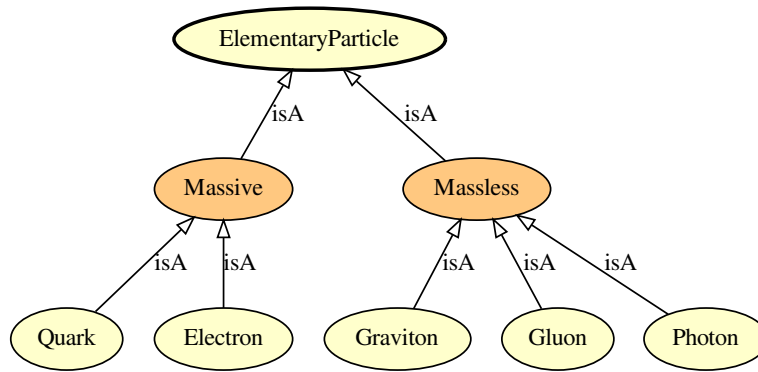 ElementaryParticle
isA
isA
Massive
Massless
isA
isA
isA
isA
isA
Quark
Electron
Graviton
Gluon
Photon